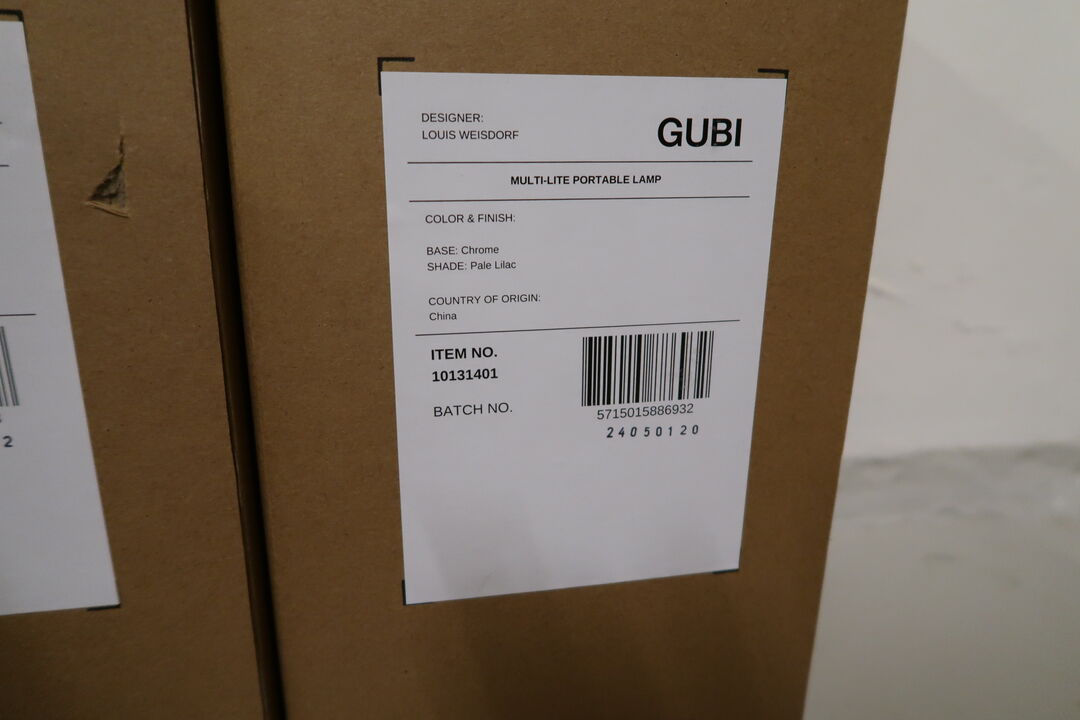 DESIGNER:
LOUIS WEISDORF
GUBI
MULTI-LITE PORTABLE LAMP
COLOR & FINISH:
BASE: Chrome
SHADE: Pale Lilac
COUNTRY OF ORIGIN:
China
ITEM NO.
10131401
BATCH NO.
5715015886932
24050120
2